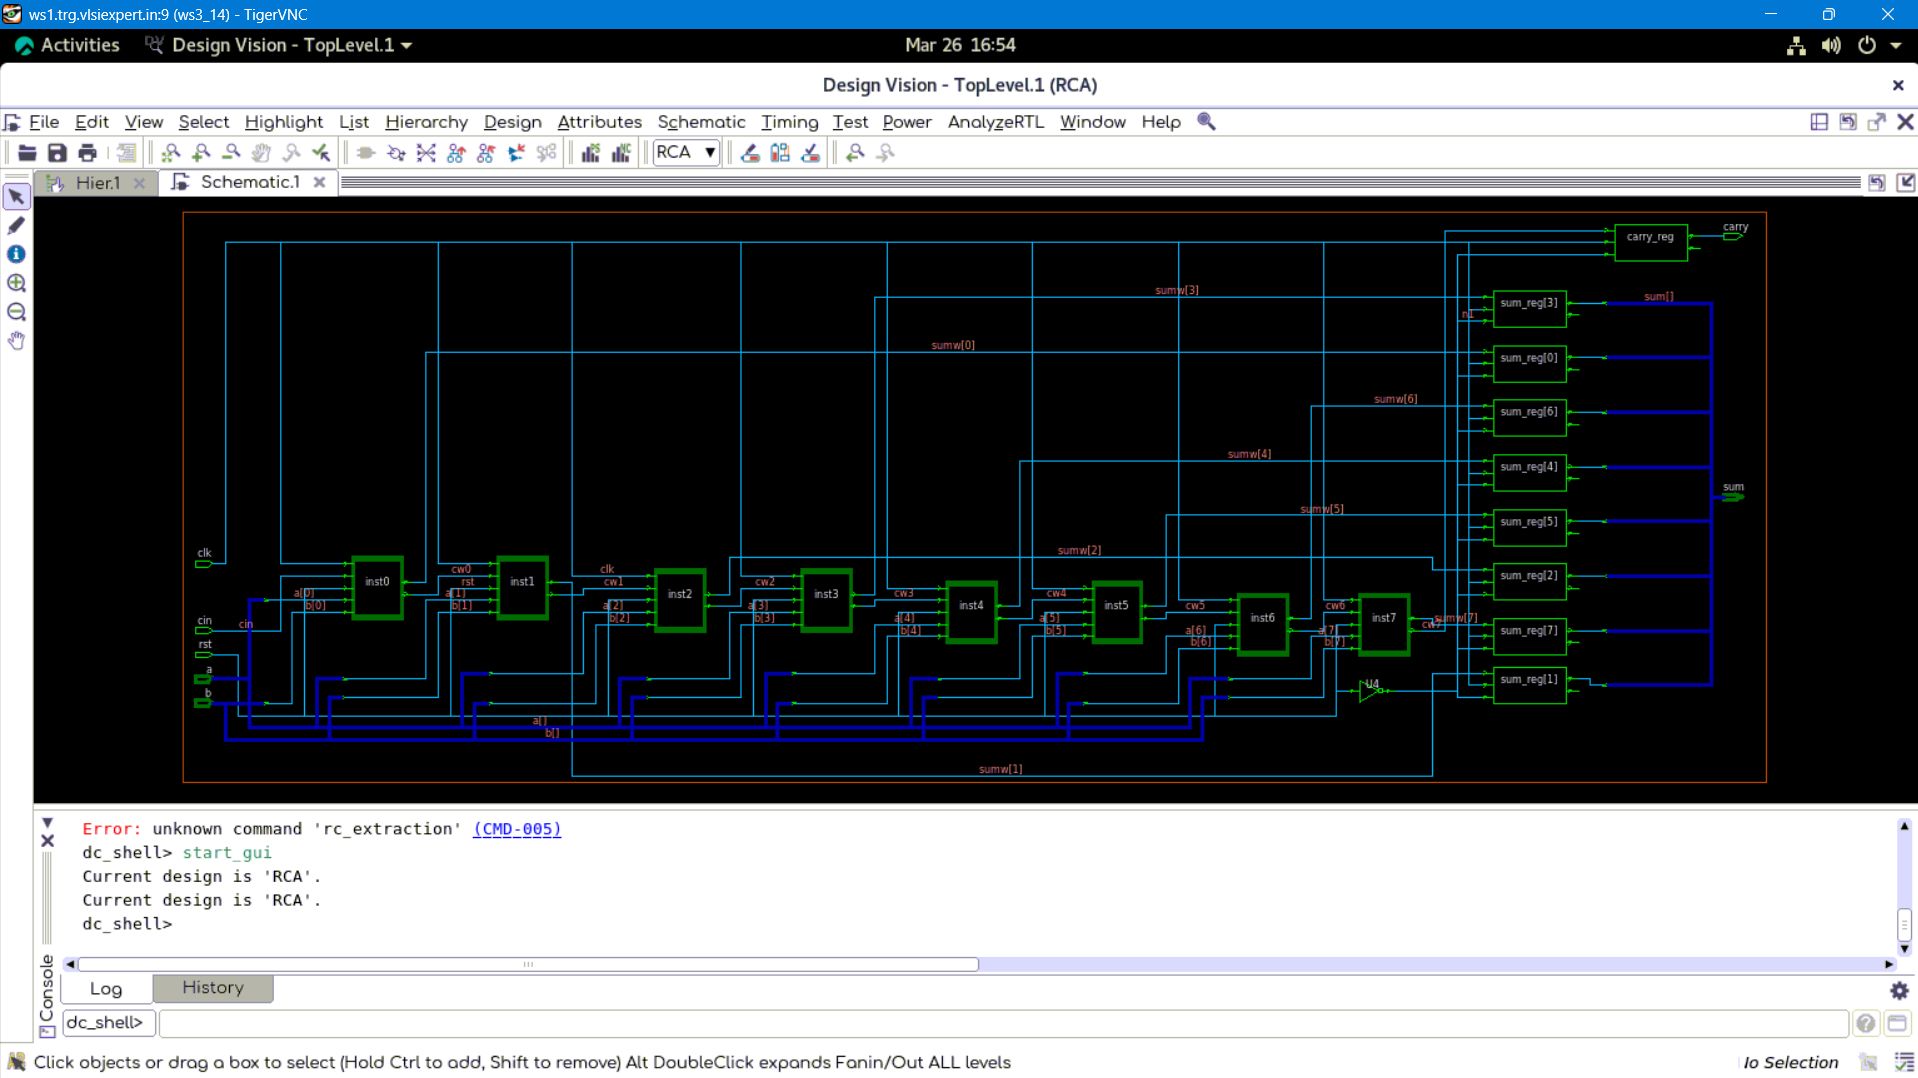 ws1.trg.vlsiexpert.in:9 (ws3_14) - TigerVNC
Activities Design Vision - TopLevel.1 Mar 26 16:54
Design Vision - TopLevel.1 (RCA)
File Edit View Select Highlight List Hierarchy Design Attributes Schematic Timing Test Power AnalyzeRTL Window Help
RCA
Hier.1 Schematic.1
carry
carry_reg
sumw[3]
sum_reg[3] sum[]
n1
sumw[0]
sum_reg[0]
sumw[6]
sum_reg[6]
sumw[4]
sum_reg[4]
sum
sumw[5]
sum_reg[5]
sumw[2]
sum_reg[2]
clk
inst0 cw0 inst1 clk
rst cw1 inst2 cw2 inst3 cw3 inst4 cw4 inst5 cw5 inst6 cw6 inst7
a[0] a[1] a[2] a[3] a[4] a[5] a[6] a[7]
b[0] b[1] b[2] b[3] b[4] b[5] b[6] b[7]
cin cin
cw7 sumw[7]
sum_reg[7]
rst
a
b
U4
sum_reg[1]
a[]
b[]
sumw[1]
Error: unknown command 'rc_extraction' (CMD-005)
dc_shell> start_gui
Current design is 'RCA'.
Current design is 'RCA'.
dc_shell>
Console
Log History
dc_shell>
Click objects or drag a box to select (Hold Ctrl to add, Shift to remove) Alt DoubleClick expands Fanin/Out ALL levels
Io Selection